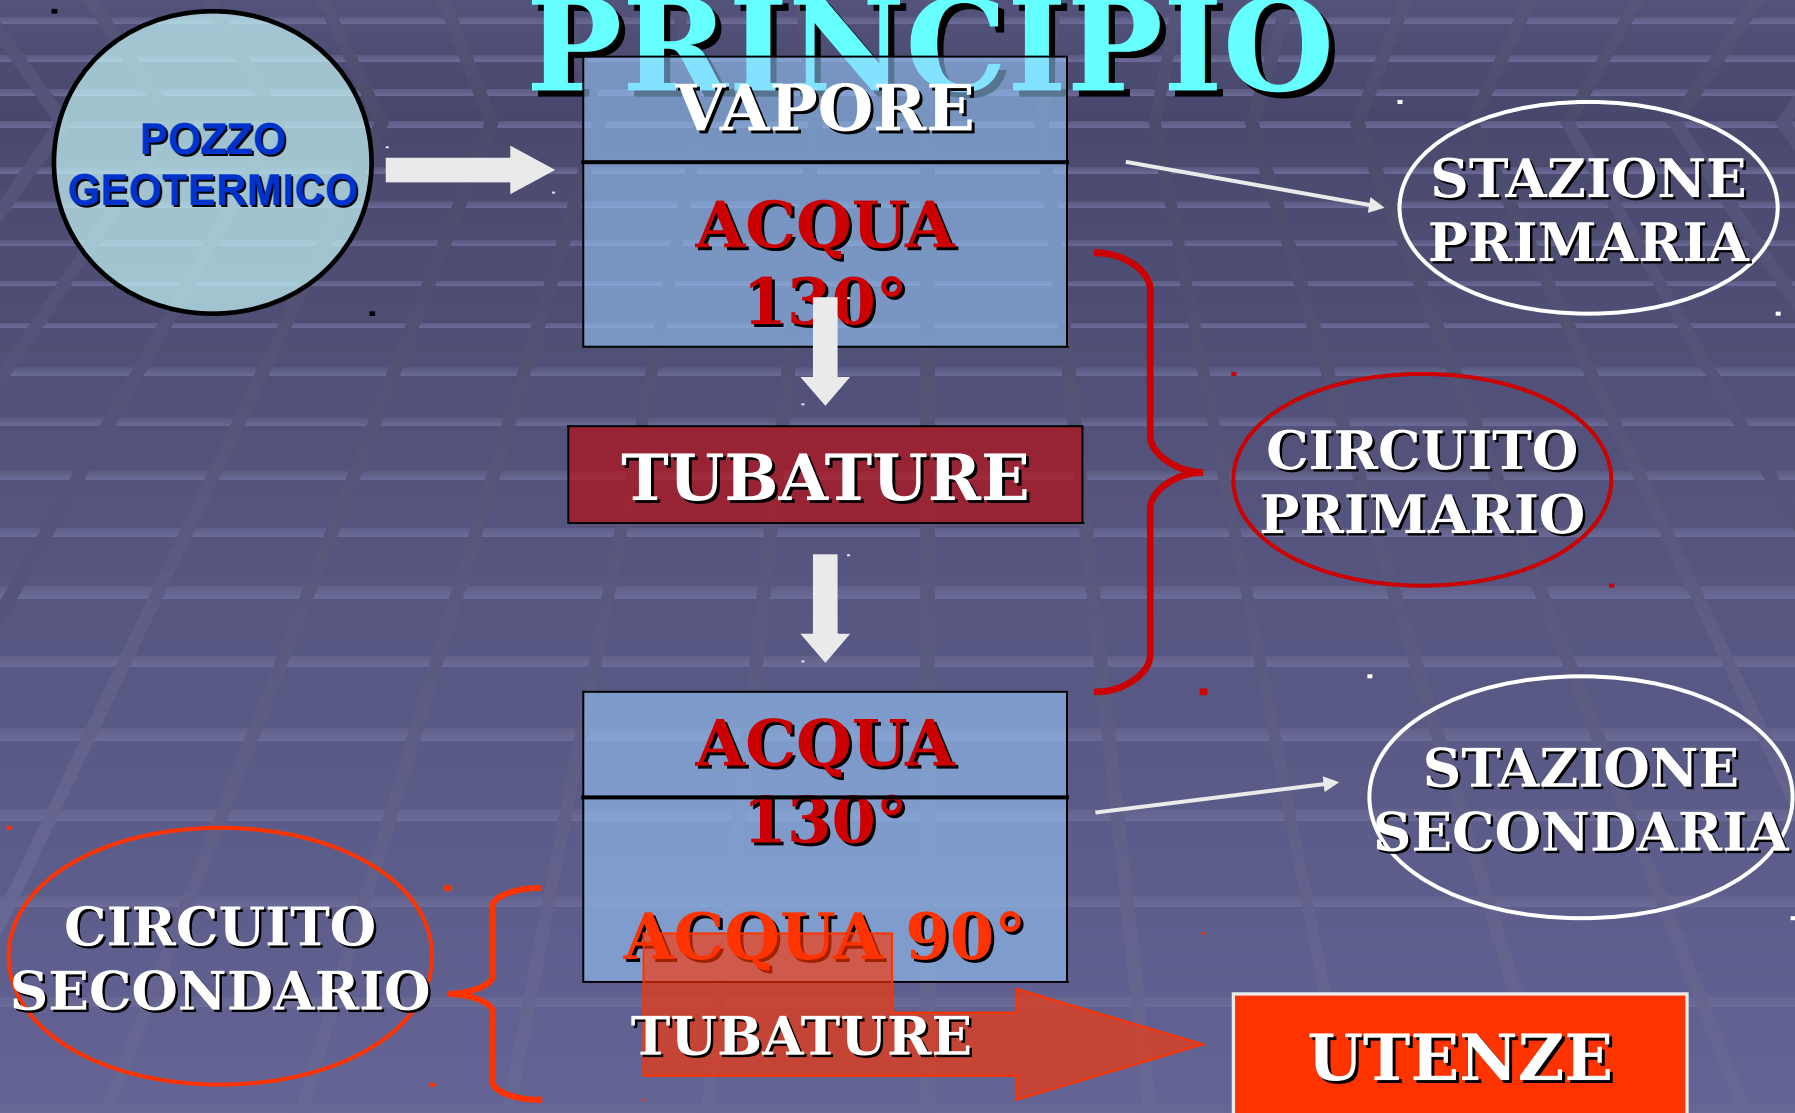 PRINCIPIO
POZZO
GEOTERMICO
VAPORE
ACQUA
130°
STAZIONE
PRIMARIA
TUBATURE
CIRCUITO
PRIMARIO
ACQUA
130°
STAZIONE
SECONDARIA
ACQUA 90°
CIRCUITO
SECONDARIO
TUBATURE
UTENZE